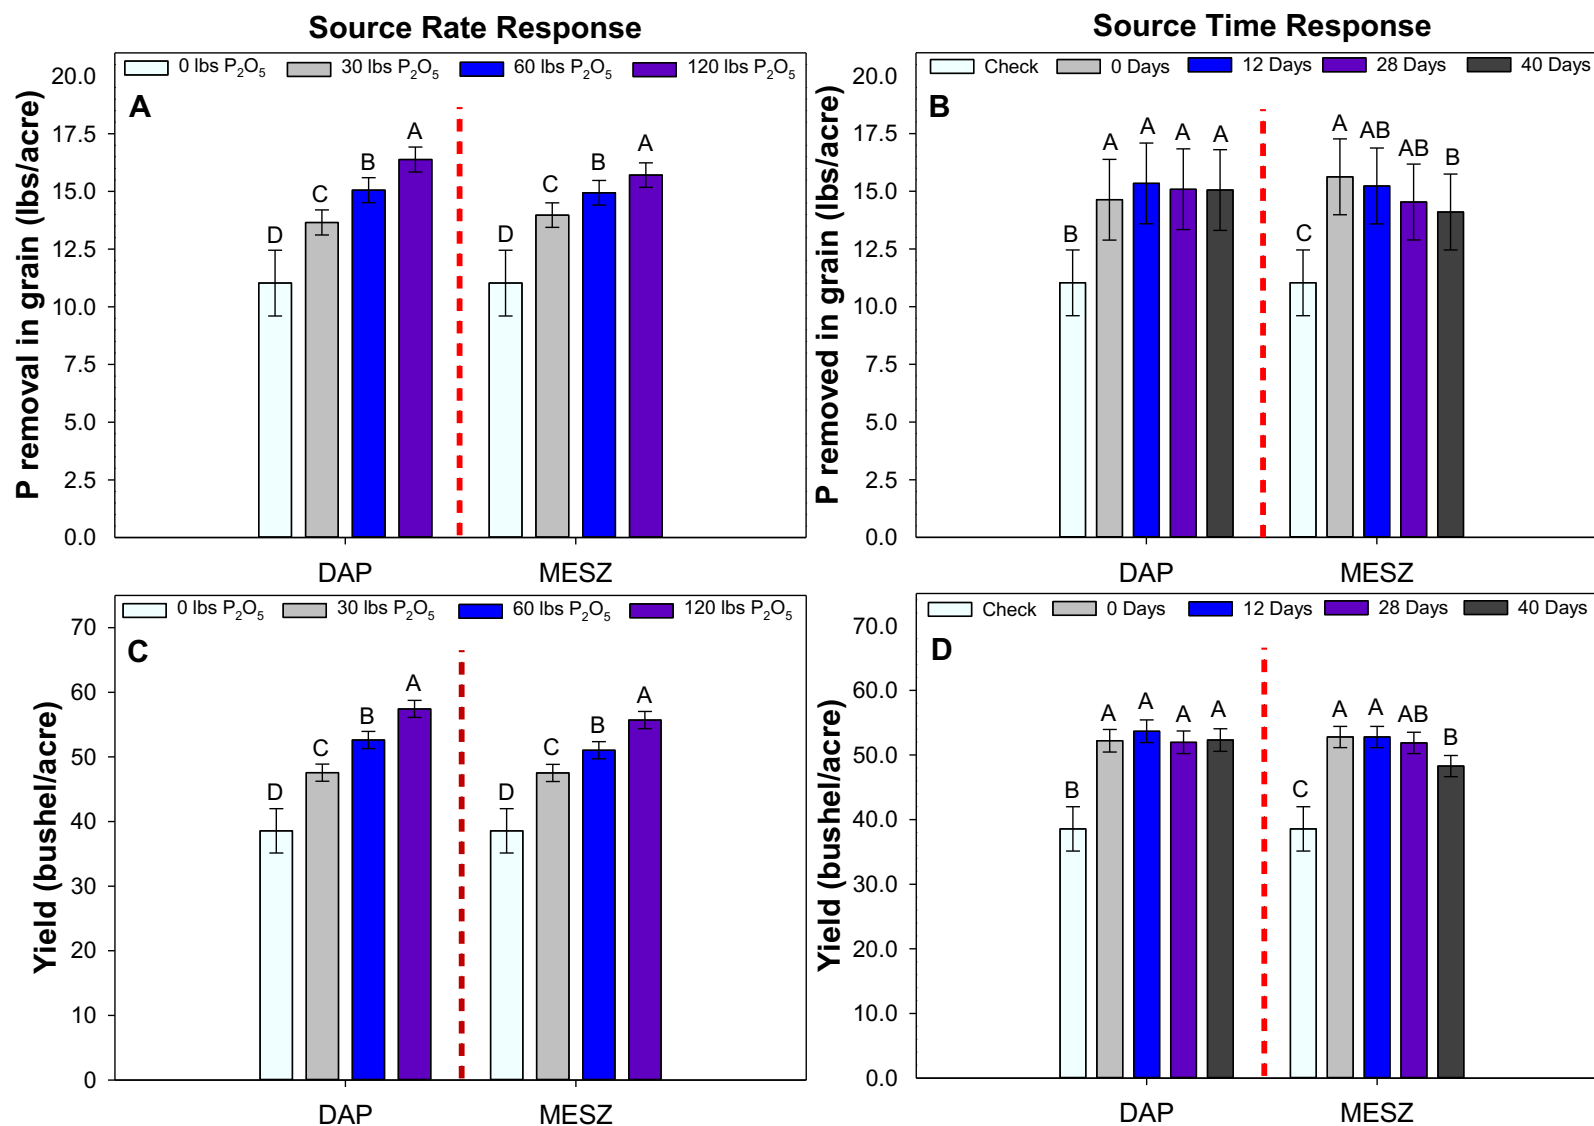 Source Rate Response
Source Time Response
0 lbs P₂O₅ 30 lbs P₂O₅ 60 lbs P₂O₅ 120 lbs P₂O₅
A
P removal in grain (lbs/acre)
20.0
17.5
15.0
12.5
10.0
7.5
5.0
2.5
0.0
D C B A
D C B A
DAP MESZ
Check 0 Days 12 Days 28 Days 40 Days
B
P removed in grain (lbs/acre)
20.0
17.5
15.0
12.5
10.0
7.5
5.0
2.5
0.0
B A A A A
C A AB AB B
DAP MESZ
0 lbs P₂O₅ 30 lbs P₂O₅ 60 lbs P₂O₅ 120 lbs P₂O₅
C
Yield (bushel/acre)
70
60
50
40
30
20
10
0
D C B A
D C B A
DAP MESZ
Check 0 Days 12 Days 28 Days 40 Days
D
Yield (bushel/acre)
70.0
60.0
50.0
40.0
30.0
20.0
10.0
0.0
B A A A A
C A A AB B
DAP MESZ